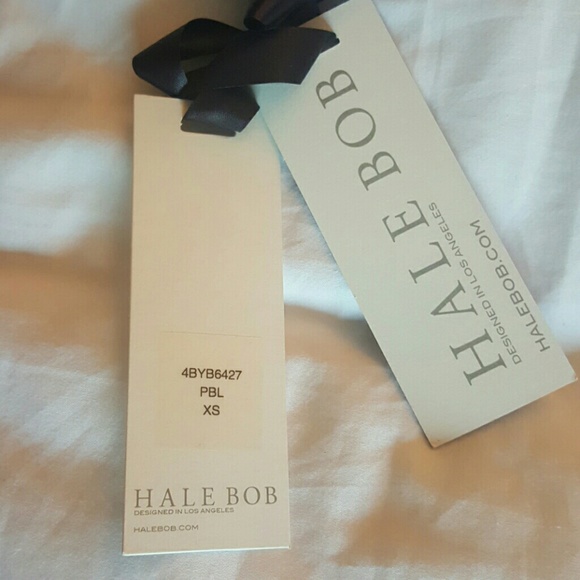 4BYB6427
PBL
XS
HALE BOB
DESIGNED IN LOS ANGELES
HALEBOB.COM
HALE BOB
DESIGNED IN LOS ANGELES
HALEBOB.COM